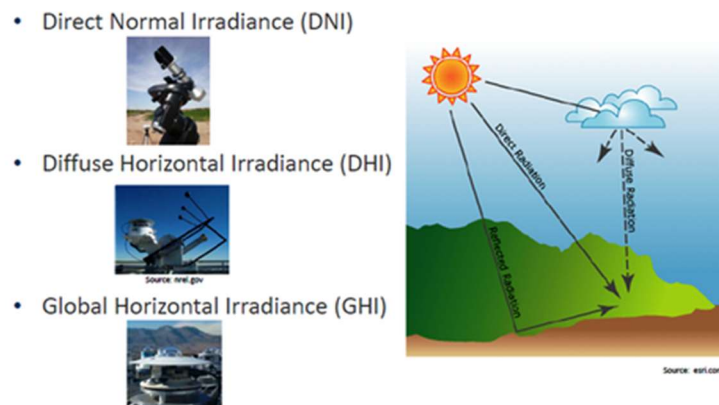 • Direct Normal Irradiance (DNI)
• Diffuse Horizontal Irradiance (DHI)
Source: nrel.gov
• Global Horizontal Irradiance (GHI)
Direct Radiation
Diffuse Radiation
Reflected Radiation
Source: esri.com